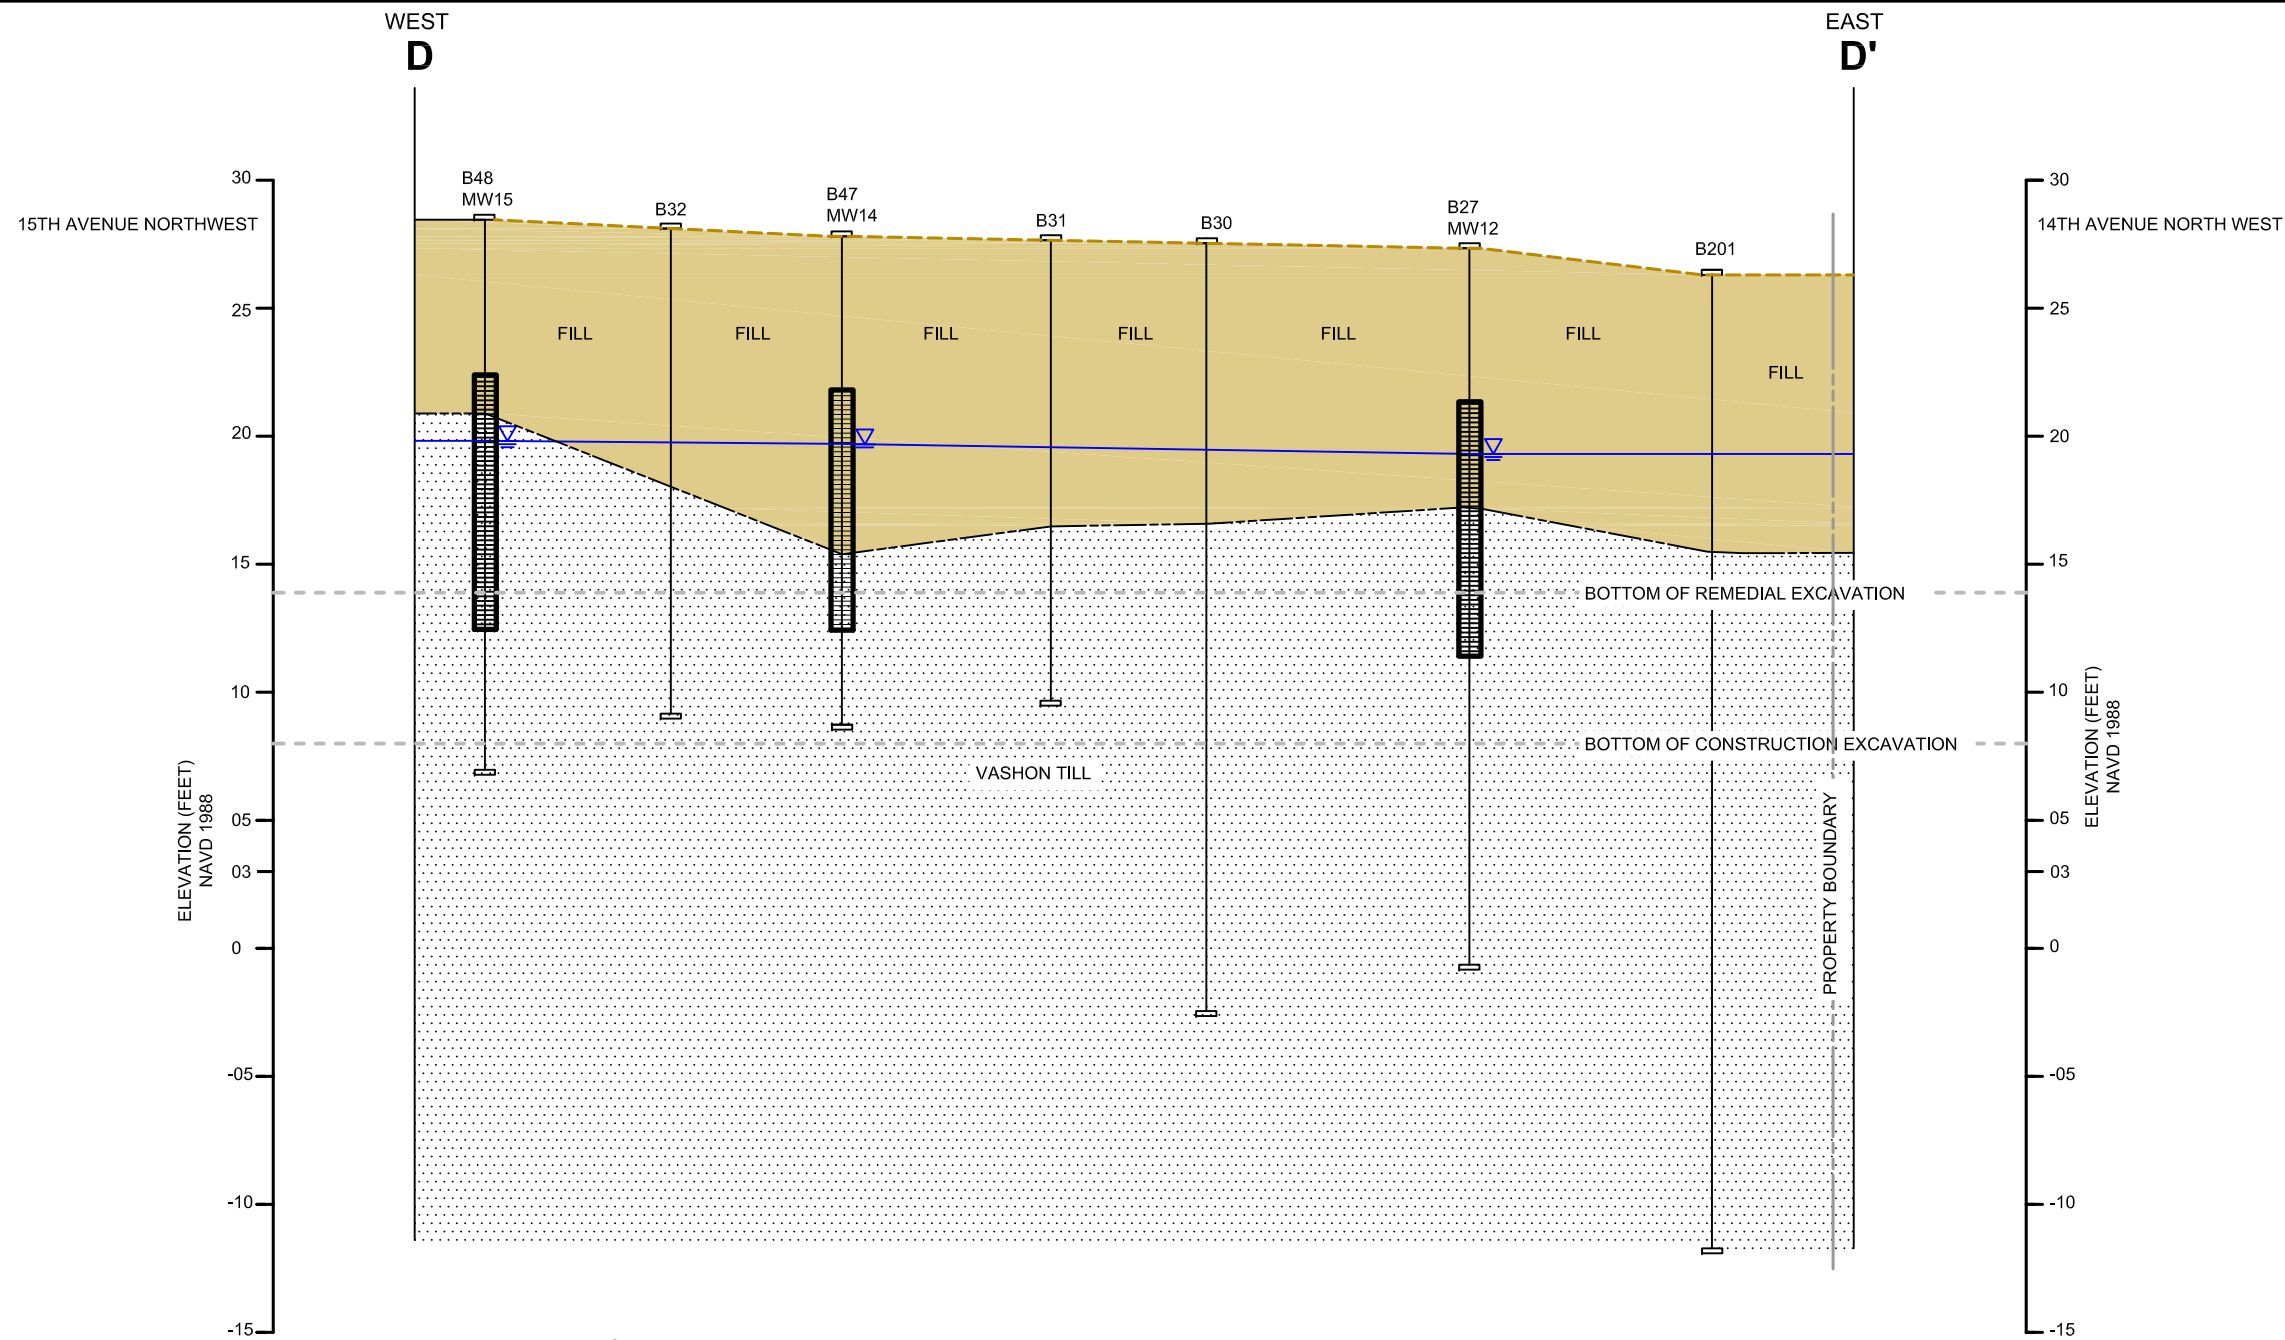 WEST
D
EAST
D'
30
15TH AVENUE NORTHWEST
25
20
15
10
05
03
0
-05
-10
-15
ELEVATION (FEET)
NAVD 1988
B48
MW15
B32
B47
MW14
B31
B30
B27
MW12
B201
FILL
FILL
FILL
FILL
FILL
FILL
FILL
BOTTOM OF REMEDIAL EXCAVATION
BOTTOM OF CONSTRUCTION EXCAVATION
VASHON TILL
PROPERTY BOUNDARY
30
14TH AVENUE NORTH WEST
25
20
15
10
05
03
0
-05
-10
-15
ELEVATION (FEET)
NAVD 1988